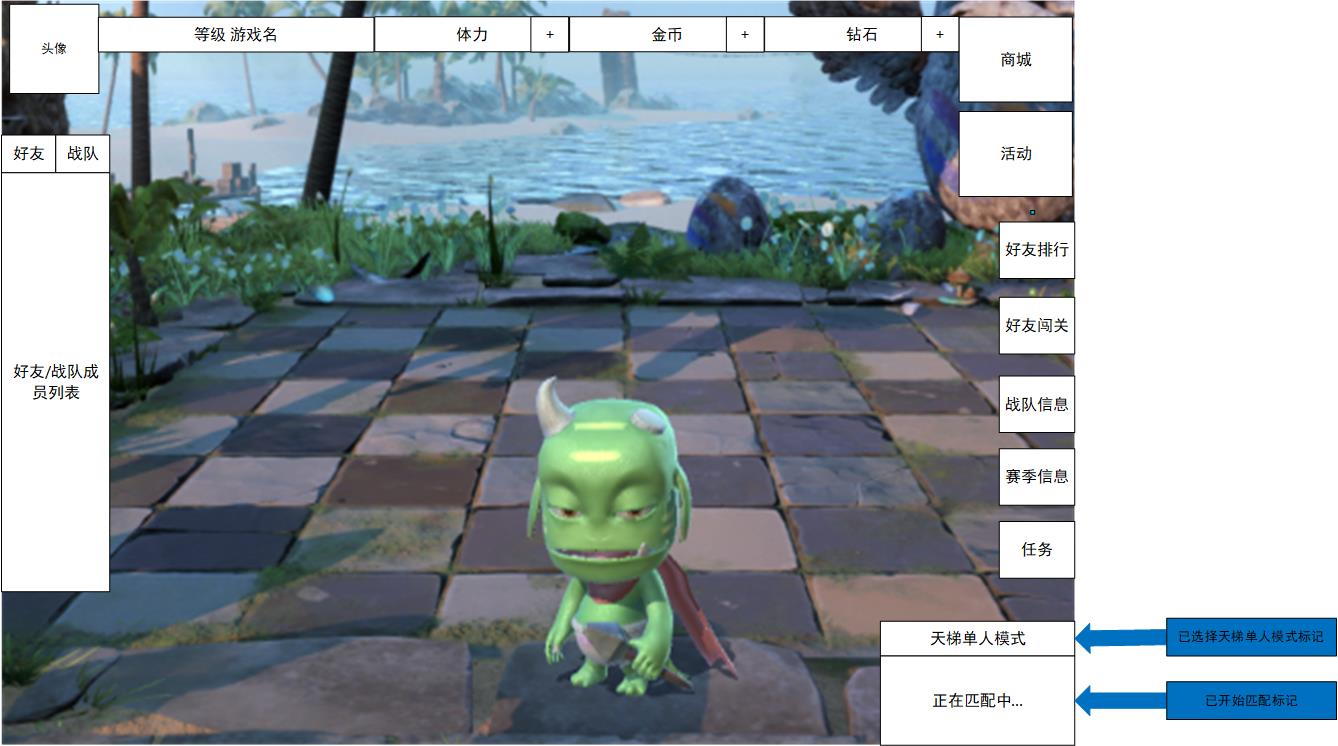 头像
等级 游戏名
体力
+
金币
+
钻石
+
商城
活动
好友
战队
好友/战队成
员列表
好友排行
好友闯关
战队信息
赛季信息
任务
天梯单人模式
已选择天梯单人模式标记
正在匹配中...
已开始匹配标记